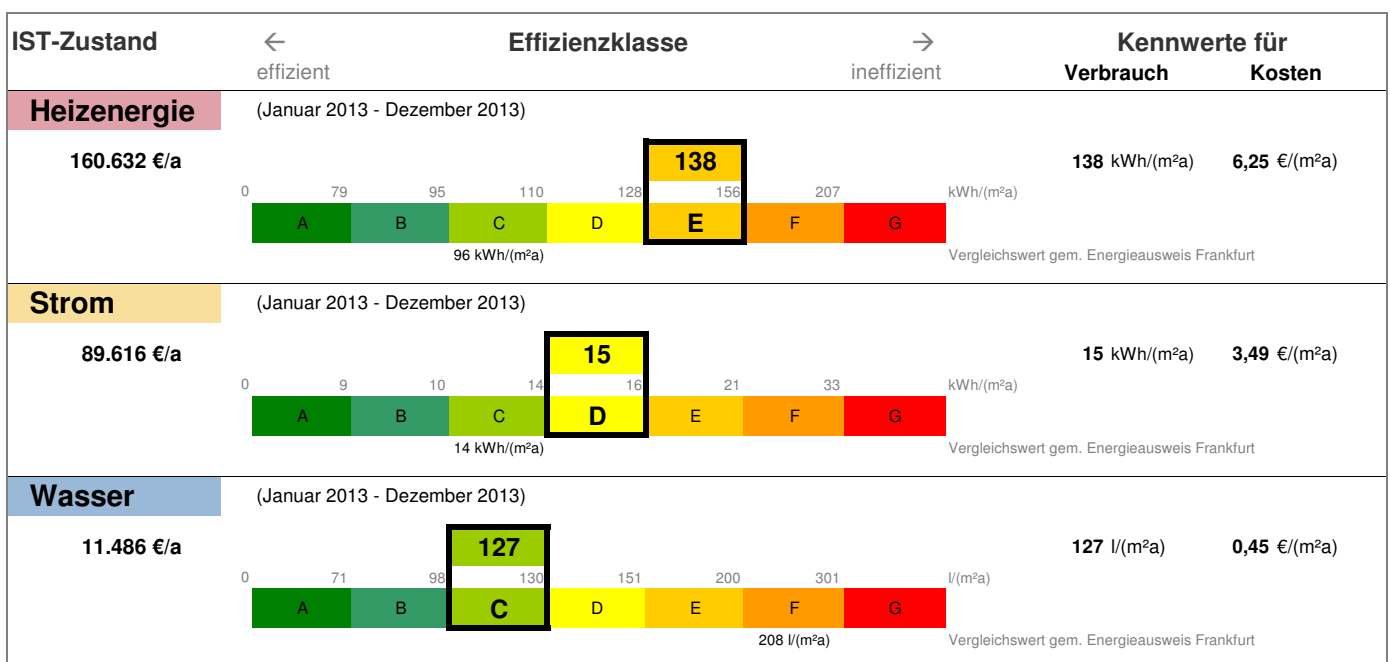 IST-Zustand ← Effizienzklasse → Kennwerte für
effizient ineffizient Verbrauch Kosten
Heizenergie (Januar 2013 - Dezember 2013)
160.632 €/a 138 138 kWh/(m²a) 6,25 €/(m²a)
0 79 95 110 128 156 207 kWh/(m²a)
A B C D E F G
96 kWh/(m²a) Vergleichswert gem. Energieausweis Frankfurt
Strom (Januar 2013 - Dezember 2013)
89.616 €/a 15 15 kWh/(m²a) 3,49 €/(m²a)
0 9 10 14 16 21 33 kWh/(m²a)
A B C D E F G
14 kWh/(m²a) Vergleichswert gem. Energieausweis Frankfurt
Wasser (Januar 2013 - Dezember 2013)
11.486 €/a 127 127 l/(m²a) 0,45 €/(m²a)
0 71 98 130 151 200 301 l/(m²a)
A B C D E F G
208 l/(m²a) Vergleichswert gem. Energieausweis Frankfurt